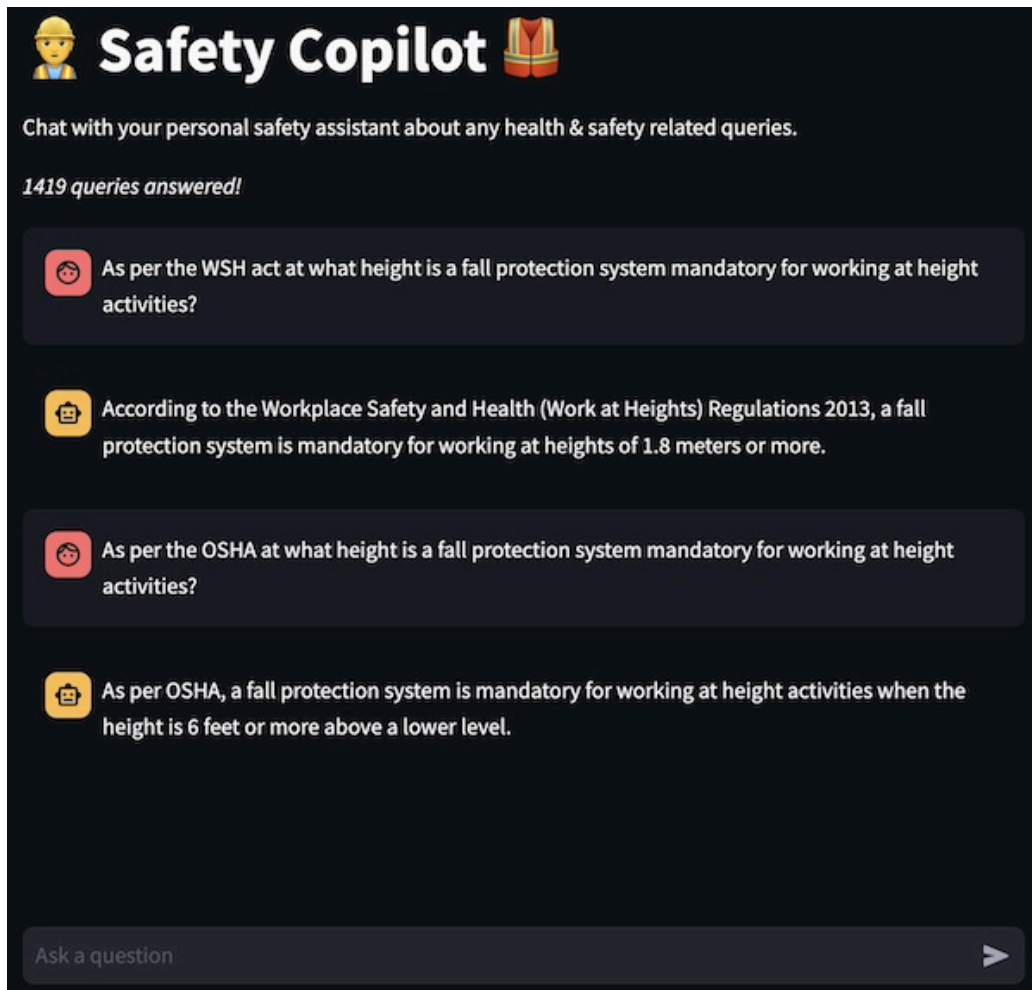 Safety Copilot
Chat with your personal safety assistant about any health & safety related queries.
1419 queries answered!
As per the WSH act at what height is a fall protection system mandatory for working at height
activities?
According to the Workplace Safety and Health (Work at Heights) Regulations 2013, a fall
protection system is mandatory for working at heights of 1.8 meters or more.
As per the OSHA at what height is a fall protection system mandatory for working at height
activities?
As per OSHA, a fall protection system is mandatory for working at height activities when the
height is 6 feet or more above a lower level.
Ask a question